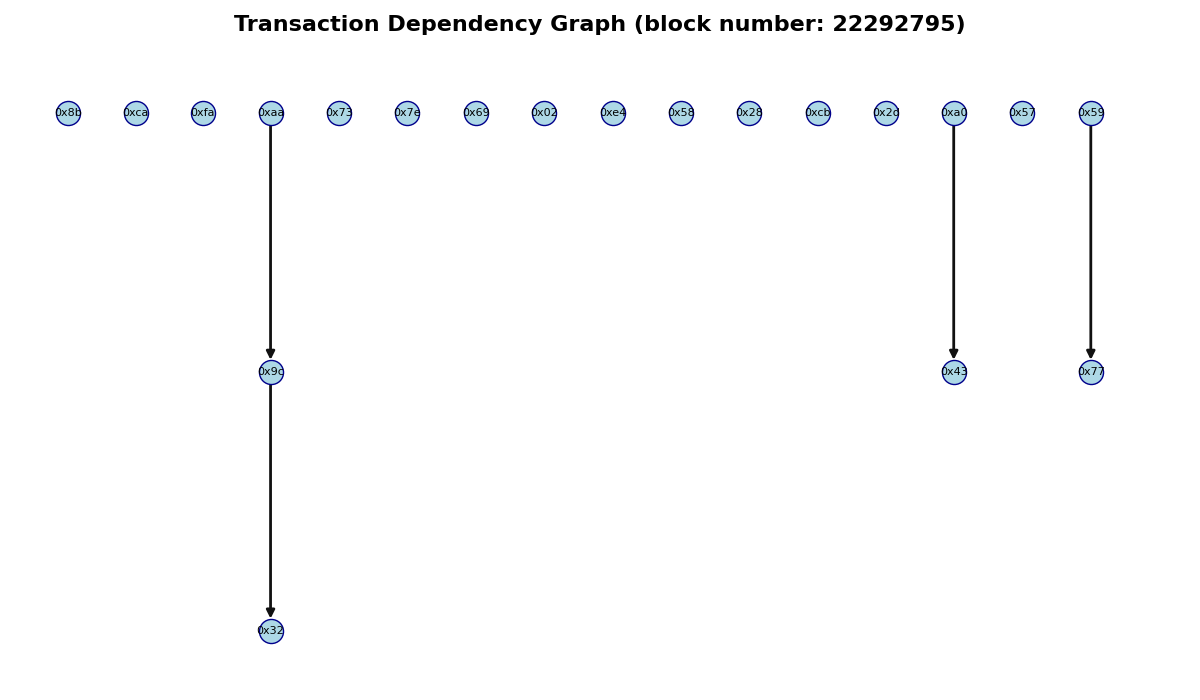 Transaction Dependency Graph (block number: 22292795)
0x8b 0xca 0xfa 0xaa 0x73 0x7e 0x69 0x02 0xe4 0x58 0x28 0xcb 0x2d 0xa0 0x57 0x59
0x9c 0x43 0x77
0x32